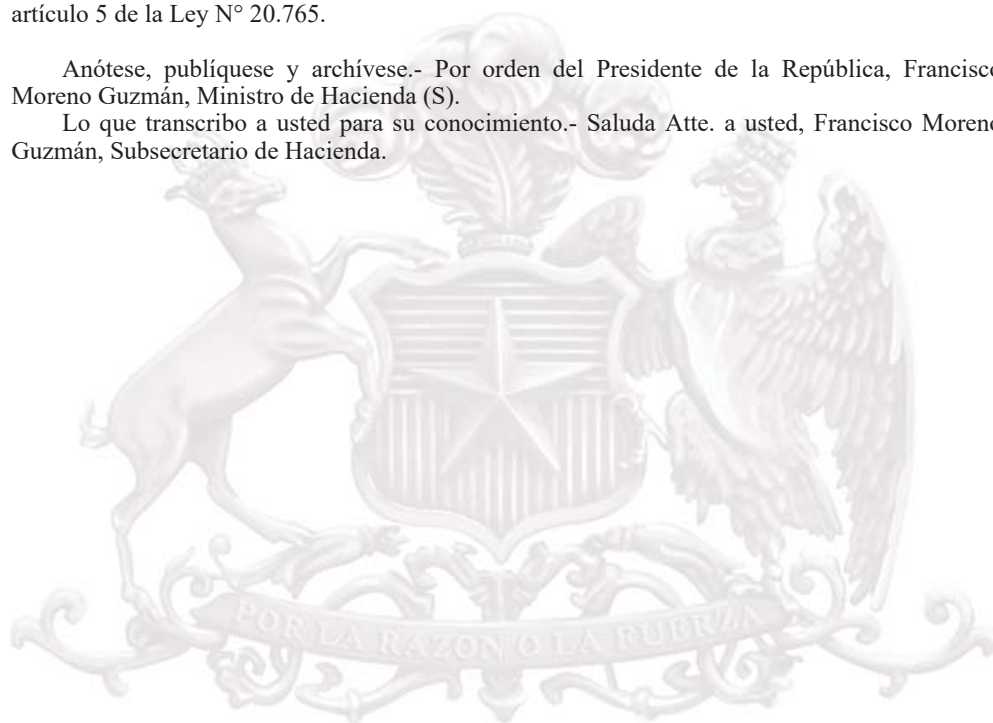 artículo 5 de la Ley N° 20.765.
Anótese, publíquese y archívese.- Por orden del Presidente de la República, Francisco
Moreno Guzmán, Ministro de Hacienda (S).
Lo que transcribo a usted para su conocimiento.- Saluda Atte. a usted, Francisco Moreno
Guzmán, Subsecretario de Hacienda.
POR LA RAZON O LA FUERZA